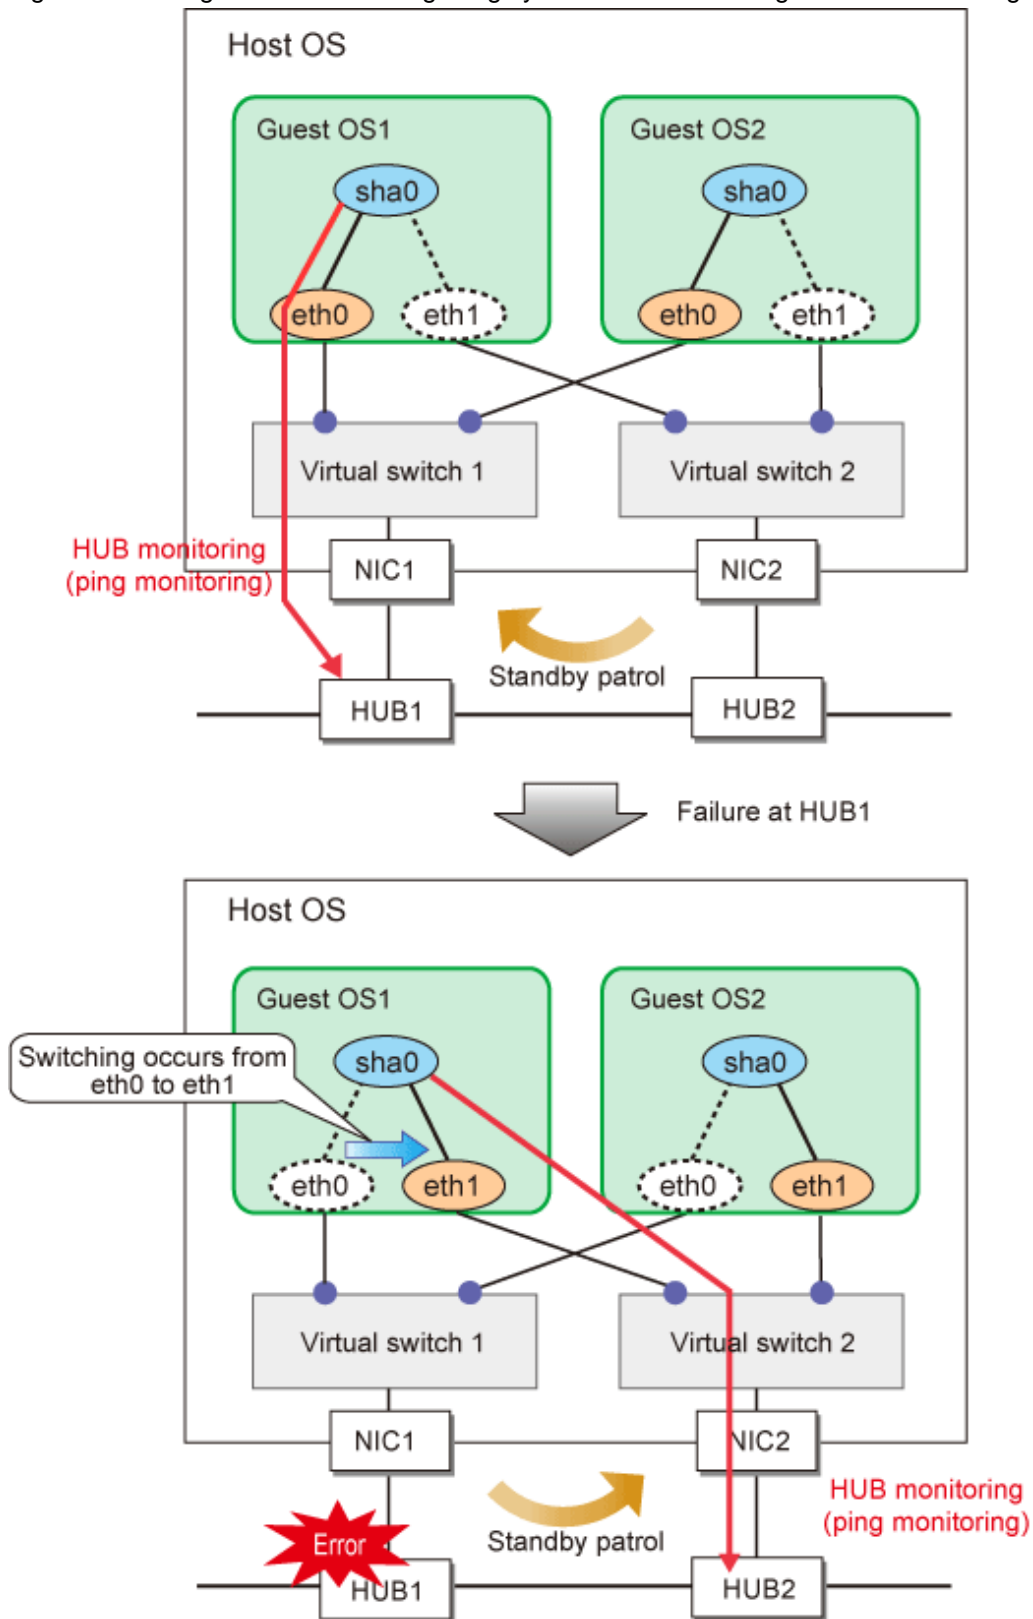 Host OS
Guest OS1
Guest OS2
sha0
sha0
eth0
eth1
eth0
eth1
Virtual switch 1
Virtual switch 2
HUB monitoring
(ping monitoring)
NIC1
NIC2
Standby patrol
HUB1
HUB2
Failure at HUB1
Host OS
Guest OS1
Guest OS2
Switching occurs from
eth0 to eth1
sha0
sha0
eth0
eth1
eth0
eth1
Virtual switch 1
Virtual switch 2
NIC1
NIC2
HUB monitoring
(ping monitoring)
Error
Standby patrol
HUB1
HUB2